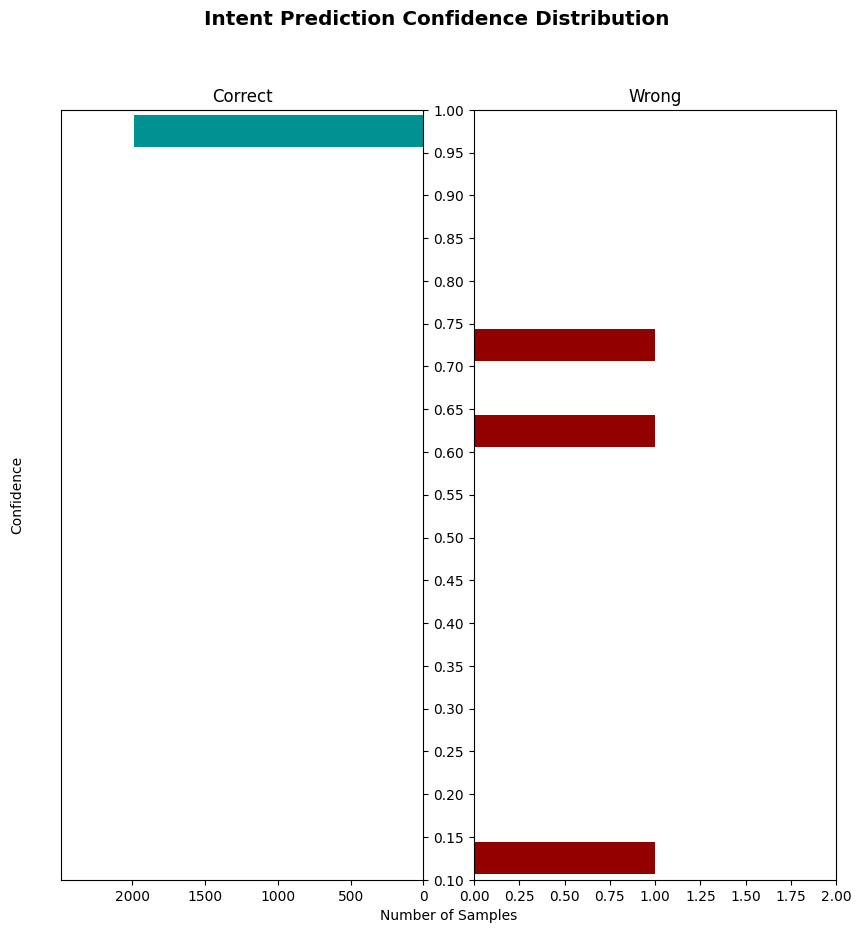 Intent Prediction Confidence Distribution
Correct
Wrong
1.00
0.95
0.90
0.85
0.80
0.75
0.70
0.65
0.60
0.55
0.50
0.45
0.40
0.35
0.30
0.25
0.20
0.15
0.10
Confidence
2000 1500 1000 500 0
0.00 0.25 0.50 0.75 1.00 1.25 1.50 1.75 2.00
Number of Samples